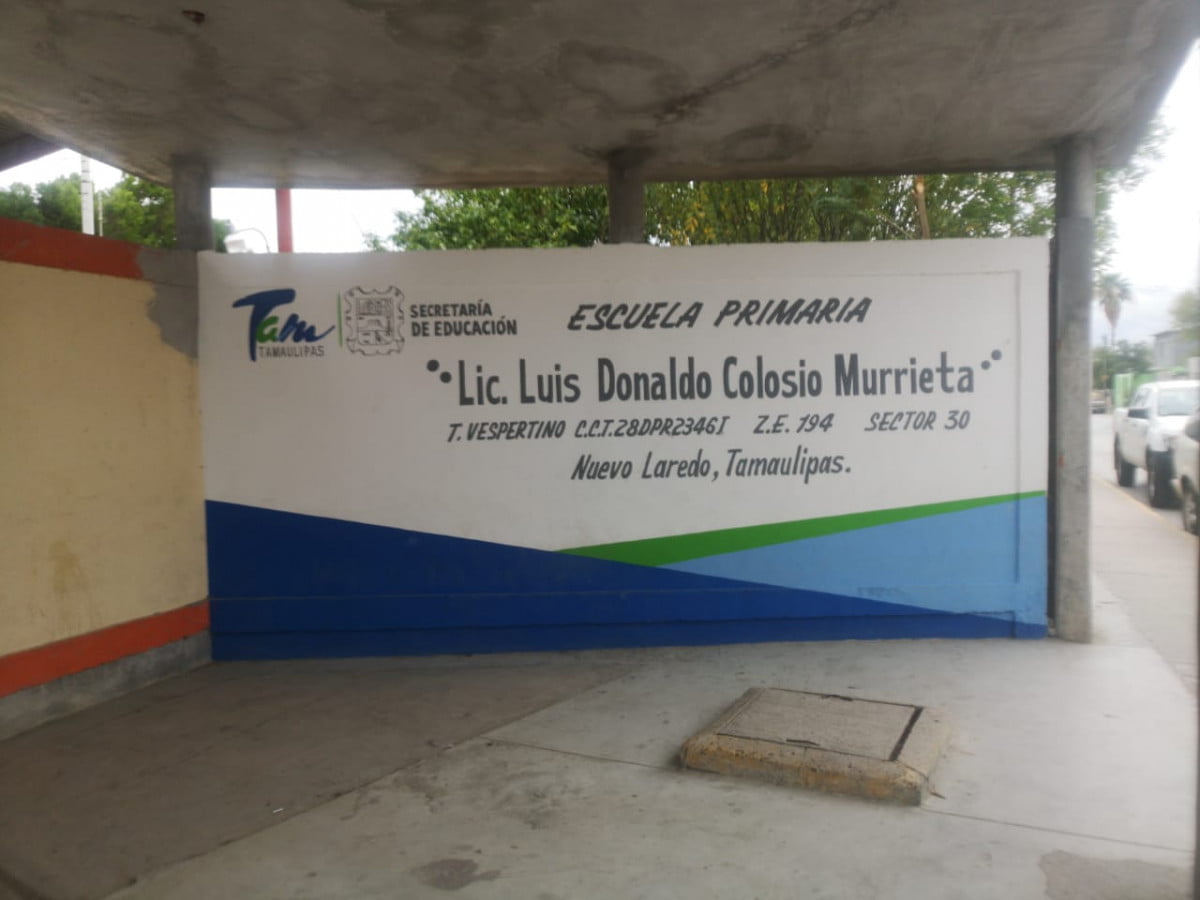 Tam
TAMAULIPAS
SECRETARÍA
DE EDUCACIÓN
ESCUELA PRIMARIA
"Lic. Luis Donaldo Colosio Murrieta"
T. VESPERTINO C.C.T.28DPR2346I Z.E. 194 SECTOR 30
Nuevo Laredo, Tamaulipas.